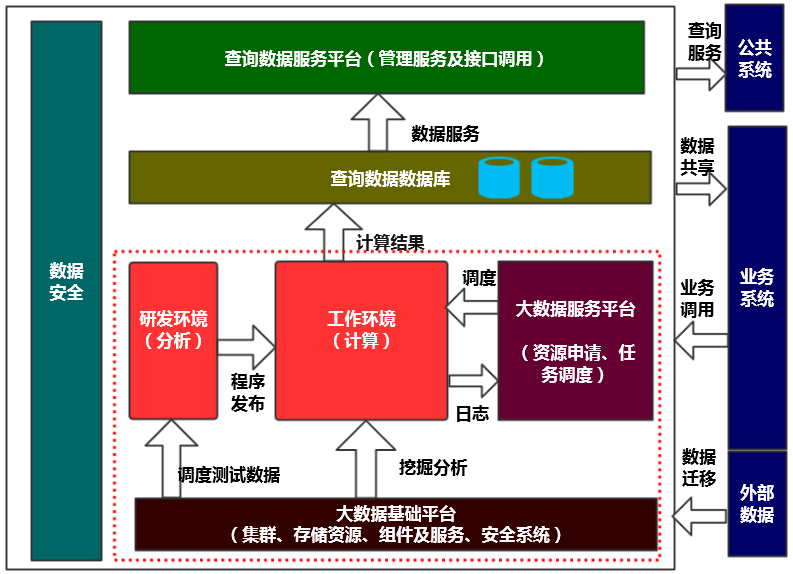 查询数据服务平台（管理服务及接口调用）
查询
服务
公共
系统
数据服务
查询数据数据库
数据
共享
计算结果
数据
安全
研发环境
（分析）
工作环境
（计算）
调度
大数据服务平台
（资源申请、任
务调度）
业务
调用
业务
系统
程序
发布
日志
调度测试数据
挖掘分析
数据
迁移
外部
数据
大数据基础平台
（集群、存储资源、组件及服务、安全系统）